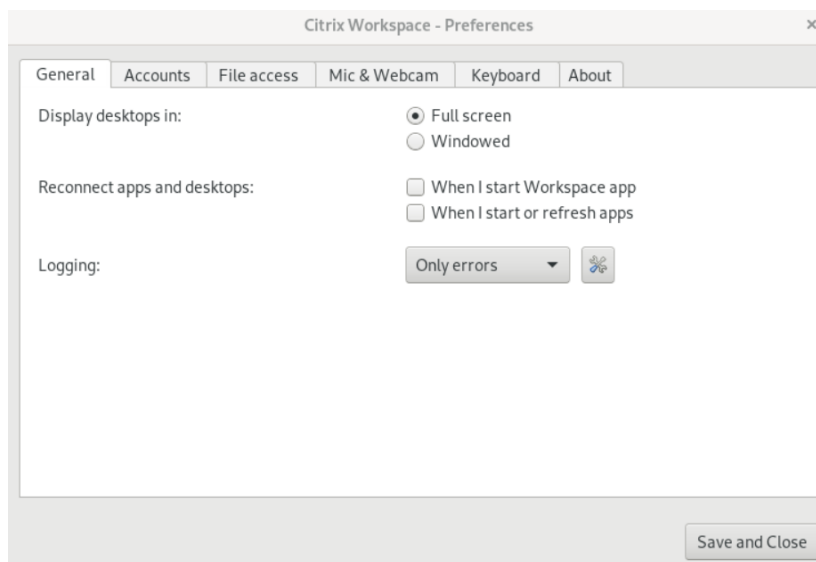 Citrix Workspace - Preferences
General Accounts File access Mic & Webcam Keyboard About
Display desktops in: Full screen
Windowed
Reconnect apps and desktops: When I start Workspace app
When I start or refresh apps
Logging: Only errors
Save and Close